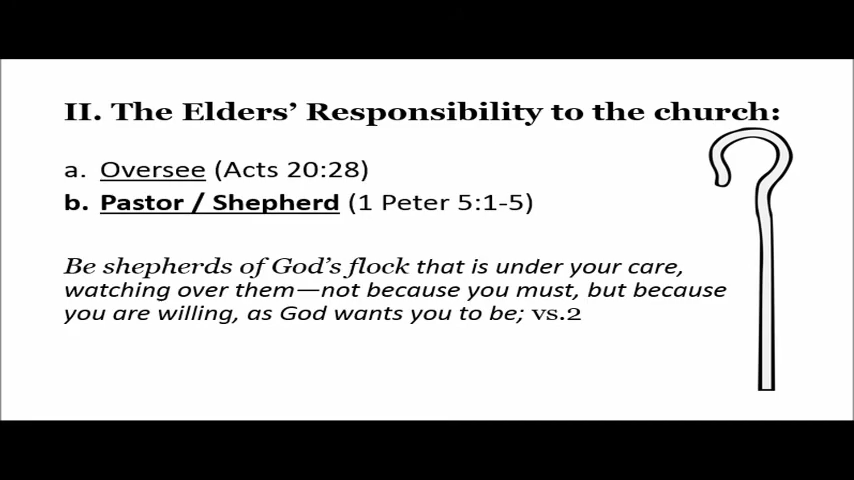 II. The Elders’ Responsibility to the church:
a. Oversee (Acts 20:28)
b. Pastor / Shepherd (1 Peter 5:1-5)
Be shepherds of God’s flock that is under your care,
watching over them—not because you must, but because
you are willing, as God wants you to be; vs.2